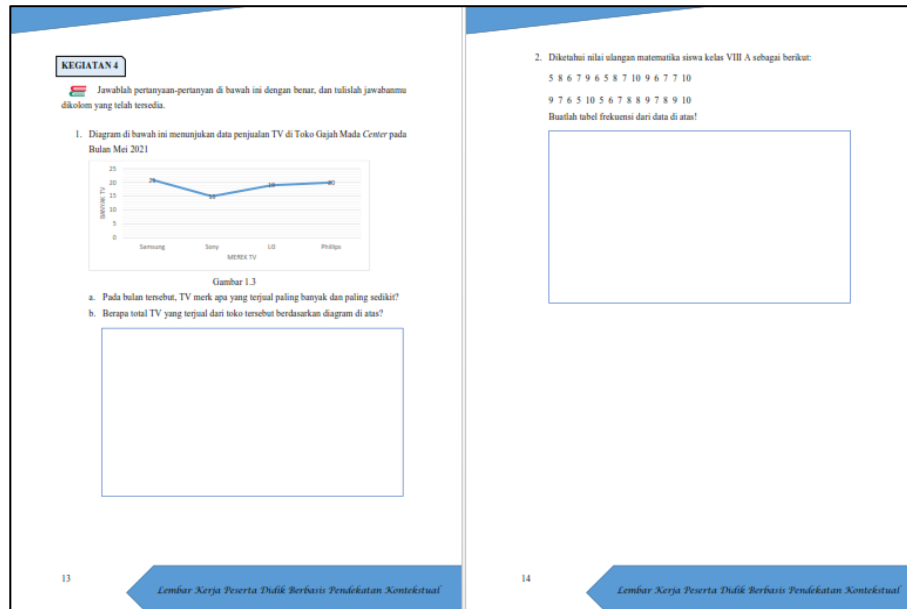 KEGIATAN 4
Jawablah pertanyaan-pertanyan di bawah ini dengan benar, dan tulislah jawabanmu
dikolom yang telah tersedia.
1. Diagram di bawah ini menunjukan data penjualan TV di Toko Gajah Mada Center pada
Bulan Mei 2021
25
20
15
10
5
0
BANYAK TV
Samsung Sony LG Phillips
MEREK TV
Gambar 1.3
a. Pada bulan tersebut, TV merk apa yang terjual paling banyak dan paling sedikit?
b. Berapa total TV yang terjual dari toko tersebut berdasarkan diagram di atas?
13
Lembar Kerja Peserta Didik Berbasis Pendekatan Kontekstual
2. Diketahui nilai ulangan matematika siswa kelas VIII A sebagai berikut:
5 8 6 7 9 6 5 8 7 10 9 6 7 7 10
9 7 6 5 10 5 6 7 8 8 9 7 8 9 10
Buatlah tabel frekuensi dari data di atas!
14
Lembar Kerja Peserta Didik Berbasis Pendekatan Kontekstual